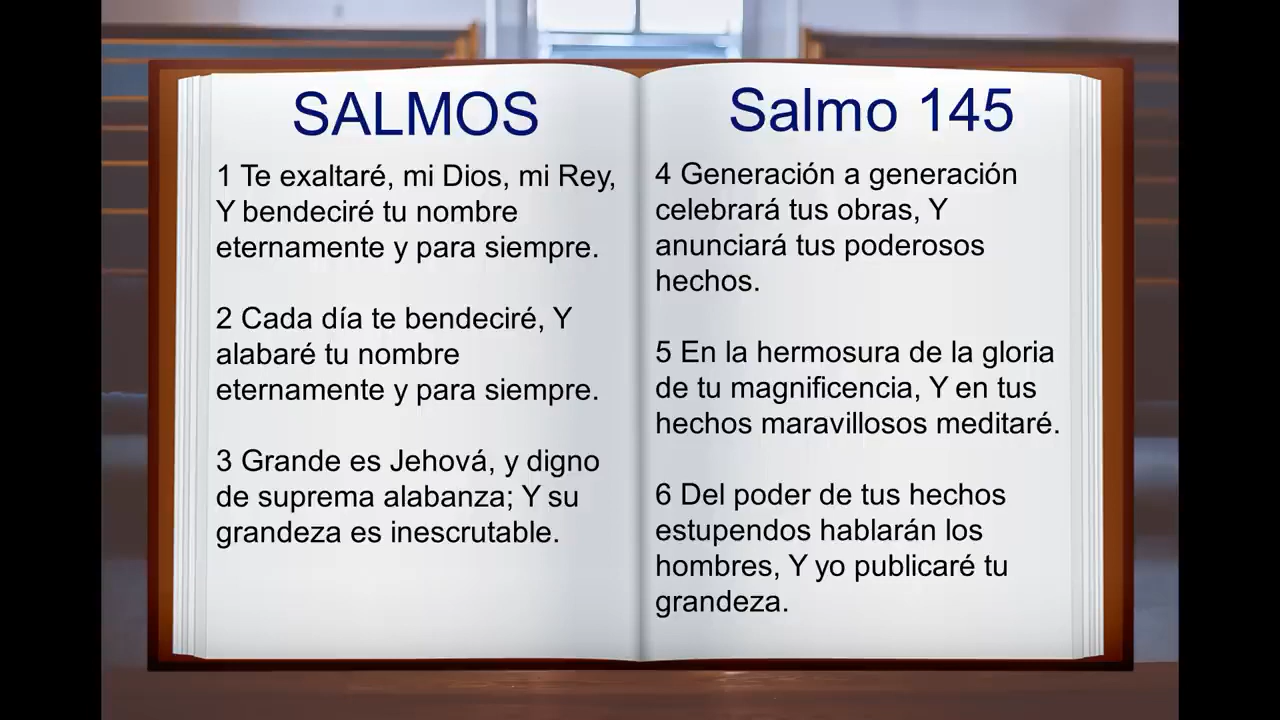 SALMOS
1 Te exaltaré, mi Dios, mi Rey,
Y bendeciré tu nombre
eternamente y para siempre.
2 Cada día te bendeciré, Y
alabaré tu nombre
eternamente y para siempre.
3 Grande es Jehová, y digno
de suprema alabanza; Y su
grandeza es inescrutable.
Salmo 145
4 Generación a generación
celebrará tus obras, Y
anunciará tus poderosos
hechos.
5 En la hermosura de la gloria
de tu magnificencia, Y en tus
hechos maravillosos meditaré.
6 Del poder de tus hechos
estupendos hablarán los
hombres, Y yo publicaré tu
grandeza.